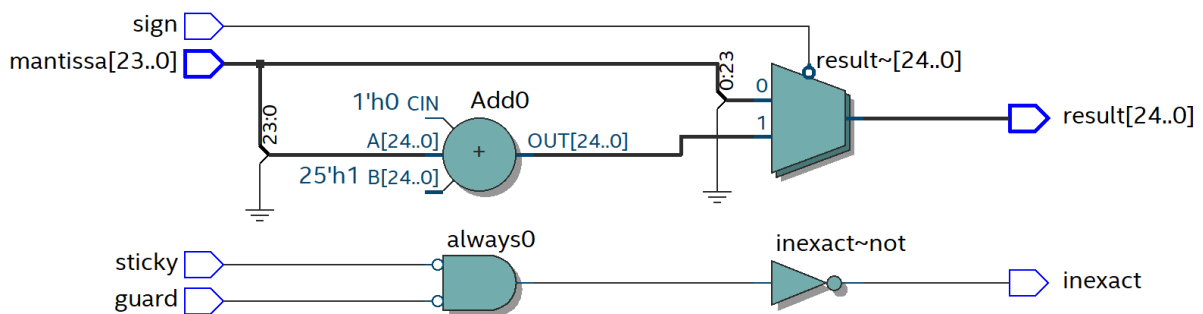 sign
mantissa[23..0]
23:0
1'h0 CIN
Add0
A[24..0]
+
OUT[24..0]
25'h1 B[24..0]
0:23
result~[24..0]
0
1
result[24..0]
always0
inexact~not
sticky
guard
inexact